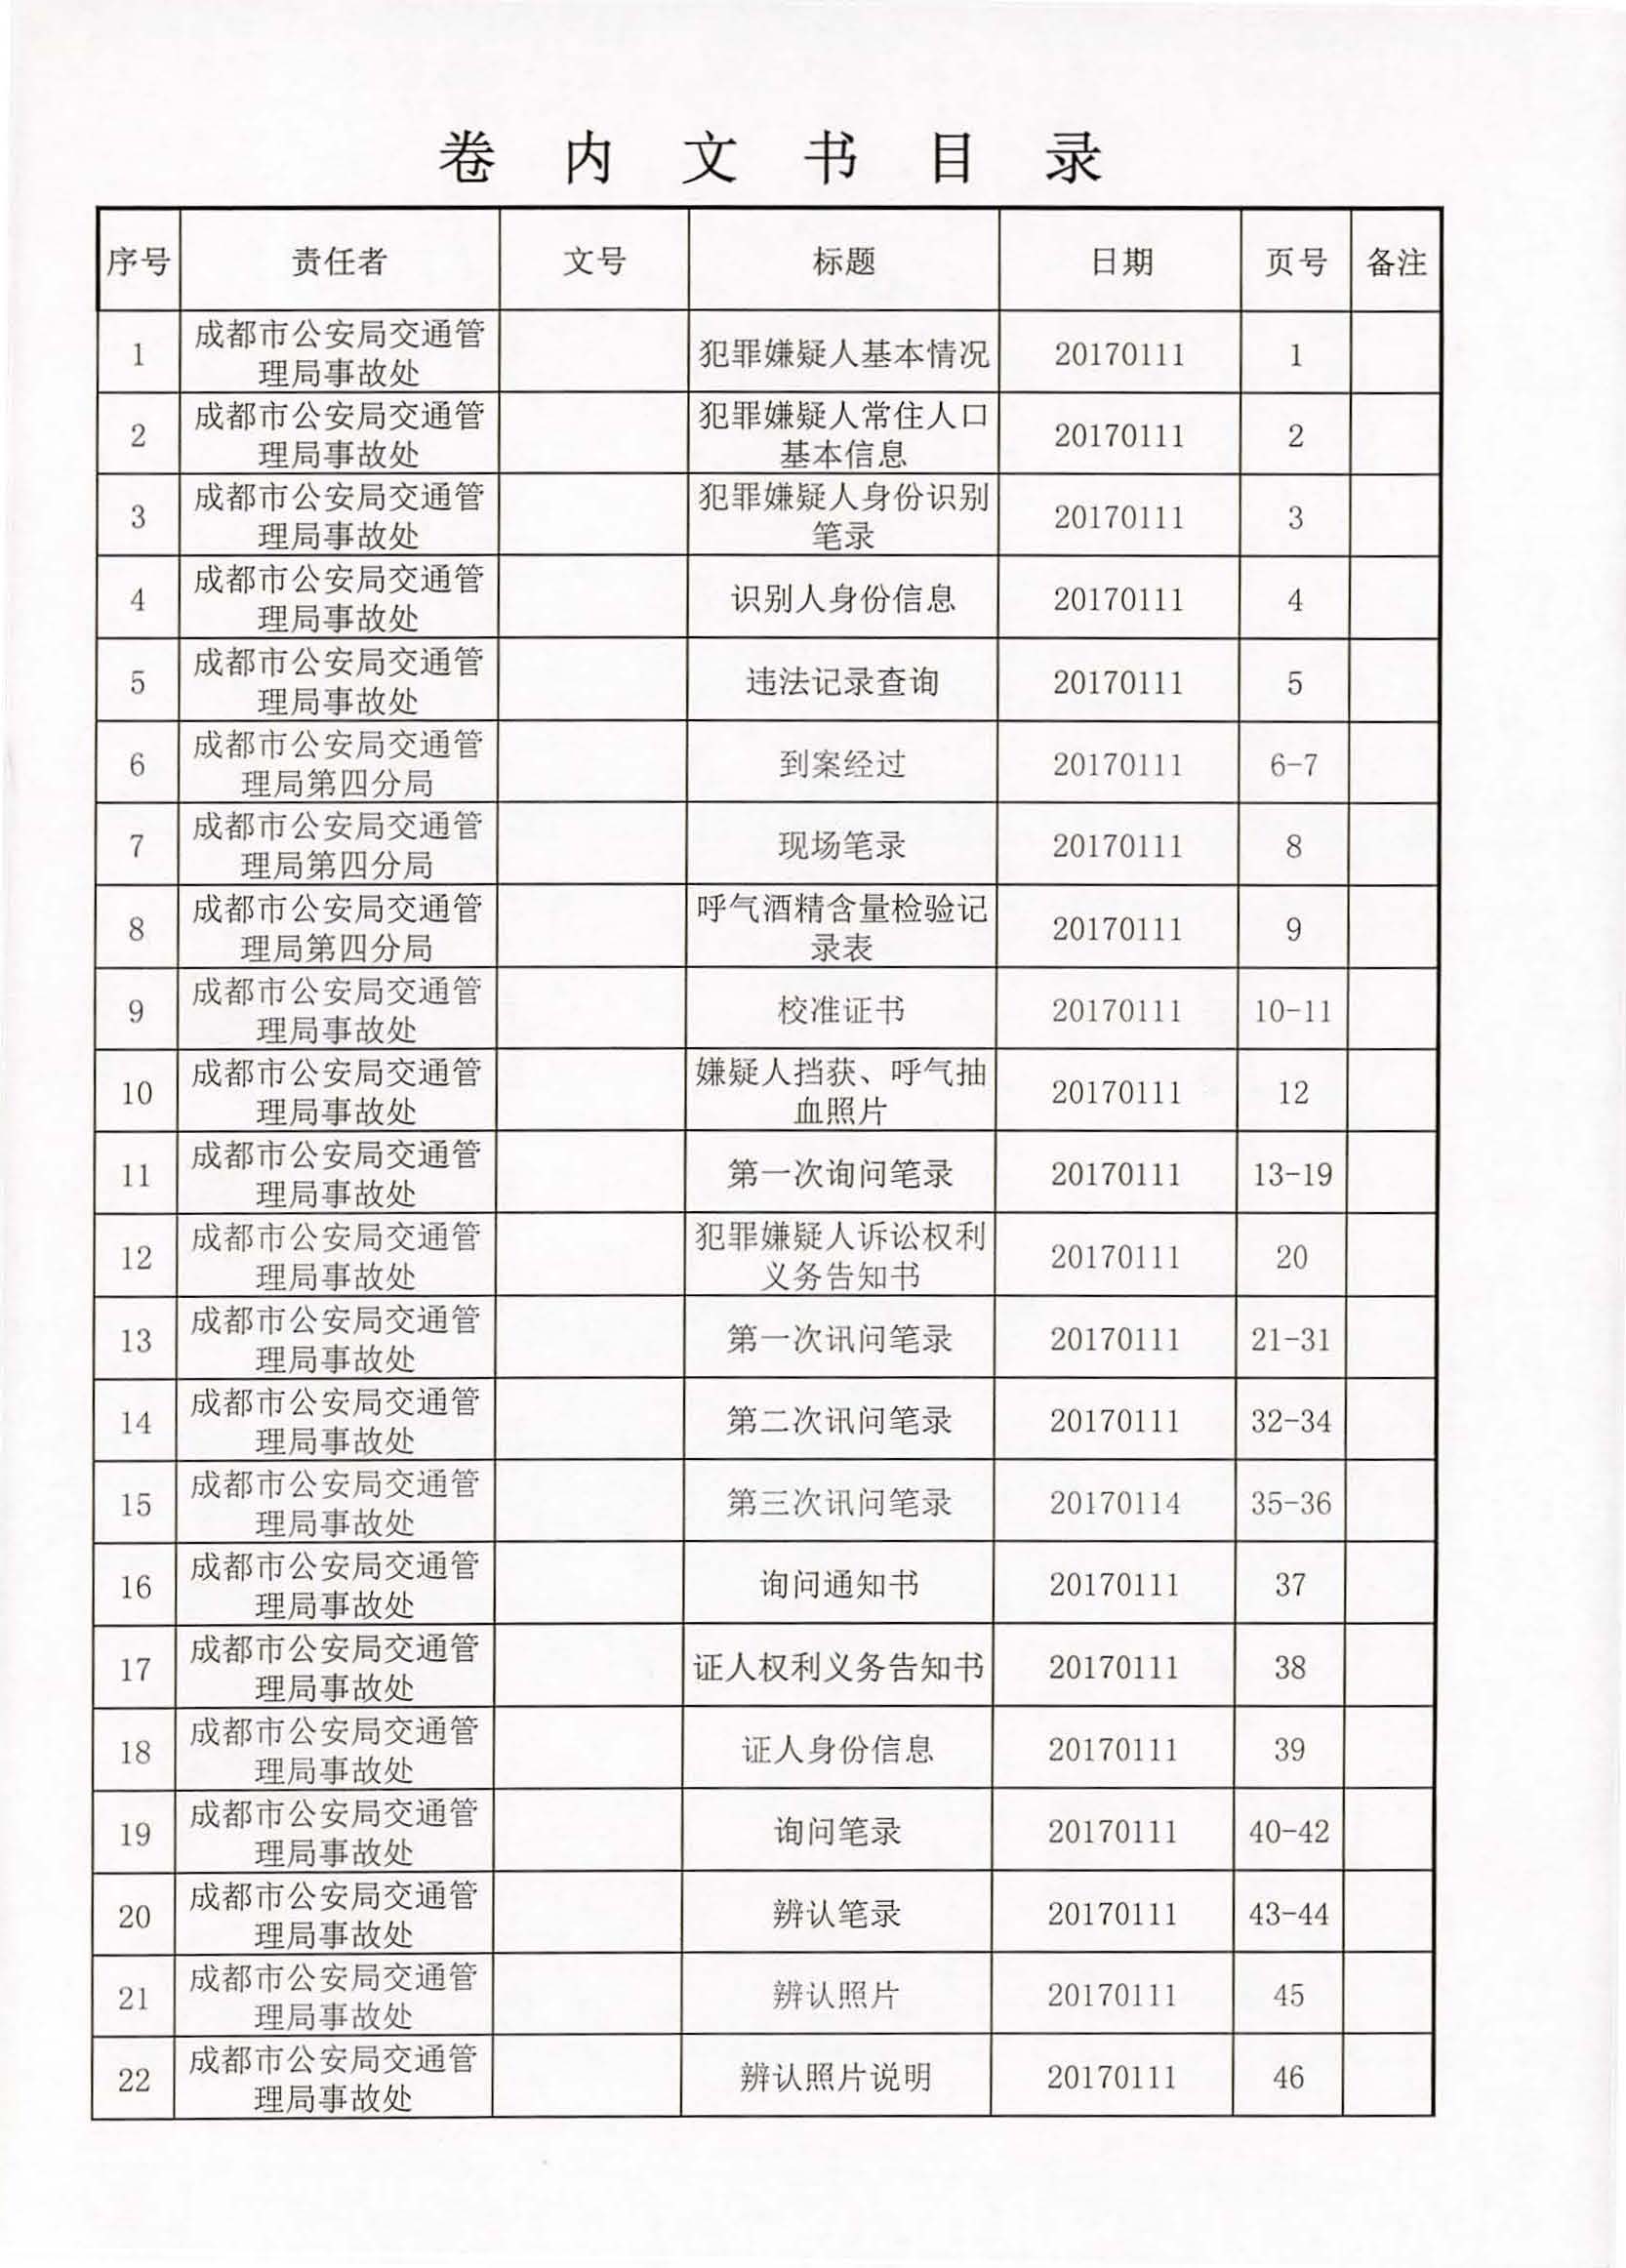 卷内文书目录
序号 责任者 文号 标题 日期 页号 备注
1 成都市公安局交通管理局事故处 犯罪嫌疑人基本情况 20170111 1
2 成都市公安局交通管理局事故处 犯罪嫌疑人常住人口基本信息 20170111 2
3 成都市公安局交通管理局事故处 犯罪嫌疑人身份识别笔录 20170111 3
4 成都市公安局交通管理局事故处 识别人身份信息 20170111 4
5 成都市公安局交通管理局事故处 违法记录查询 20170111 5
6 成都市公安局交通管理局第四分局 到案经过 20170111 6-7
7 成都市公安局交通管理局第四分局 现场笔录 20170111 8
8 成都市公安局交通管理局第四分局 呼气酒精含量检验记录表 20170111 9
9 成都市公安局交通管理局事故处 校准证书 20170111 10-11
10 成都市公安局交通管理局事故处 嫌疑人挡获、呼气抽血照片 20170111 12
11 成都市公安局交通管理局事故处 第一次询问笔录 20170111 13-19
12 成都市公安局交通管理局事故处 犯罪嫌疑人诉讼权利义务告知书 20170111 20
13 成都市公安局交通管理局事故处 第一次讯问笔录 20170111 21-31
14 成都市公安局交通管理局事故处 第二次讯问笔录 20170111 32-34
15 成都市公安局交通管理局事故处 第三次讯问笔录 20170114 35-36
16 成都市公安局交通管理局事故处 询问通知书 20170111 37
17 成都市公安局交通管理局事故处 证人权利义务告知书 20170111 38
18 成都市公安局交通管理局事故处 证人身份信息 20170111 39
19 成都市公安局交通管理局事故处 询问笔录 20170111 40-42
20 成都市公安局交通管理局事故处 辨认笔录 20170111 43-44
21 成都市公安局交通管理局事故处 辨认照片 20170111 45
22 成都市公安局交通管理局事故处 辨认照片说明 20170111 46